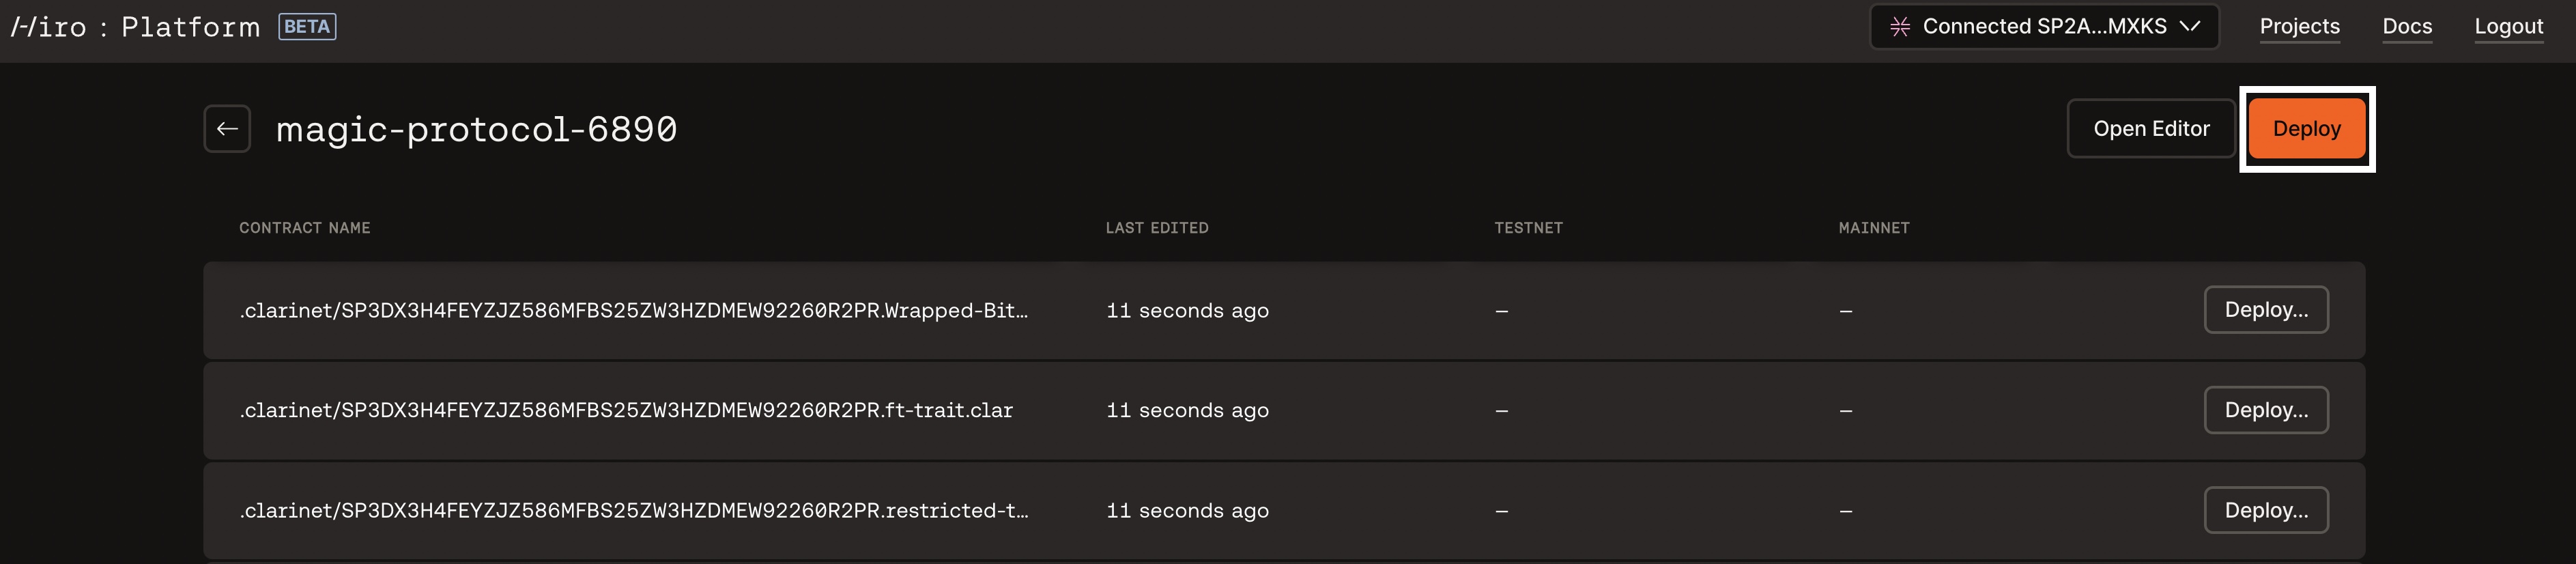 Hiro : Platform BETA Connected SP2A...MXKS Projects Docs Logout
magic-protocol-6890 Open Editor Deploy
CONTRACT NAME LAST EDITED TESTNET MAINNET
.clarinet/SP3DX3H4FEYZJZ586MFBS25ZW3HZDMEW92260R2PR.Wrapped-Bit… 11 seconds ago – – Deploy...
.clarinet/SP3DX3H4FEYZJZ586MFBS25ZW3HZDMEW92260R2PR.ft-trait.clar 11 seconds ago – – Deploy...
.clarinet/SP3DX3H4FEYZJZ586MFBS25ZW3HZDMEW92260R2PR.restricted-t… 11 seconds ago – – Deploy...